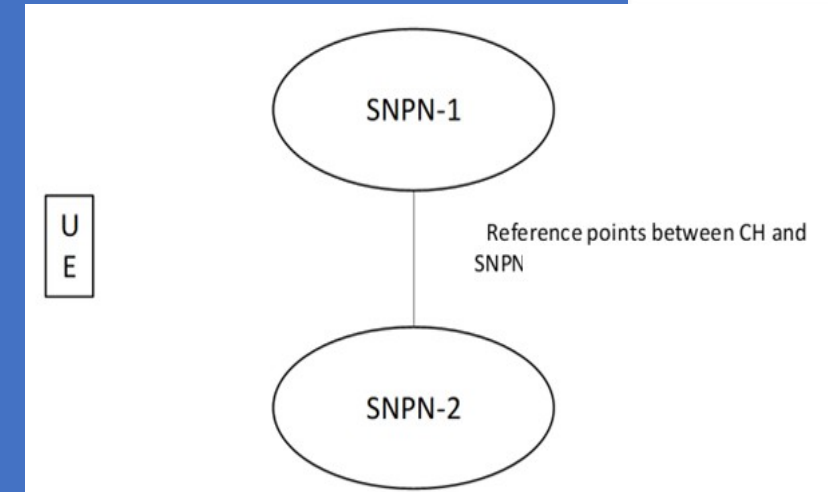 SNPN-1
U
E
Reference points between CH and
SNPN
SNPN-2